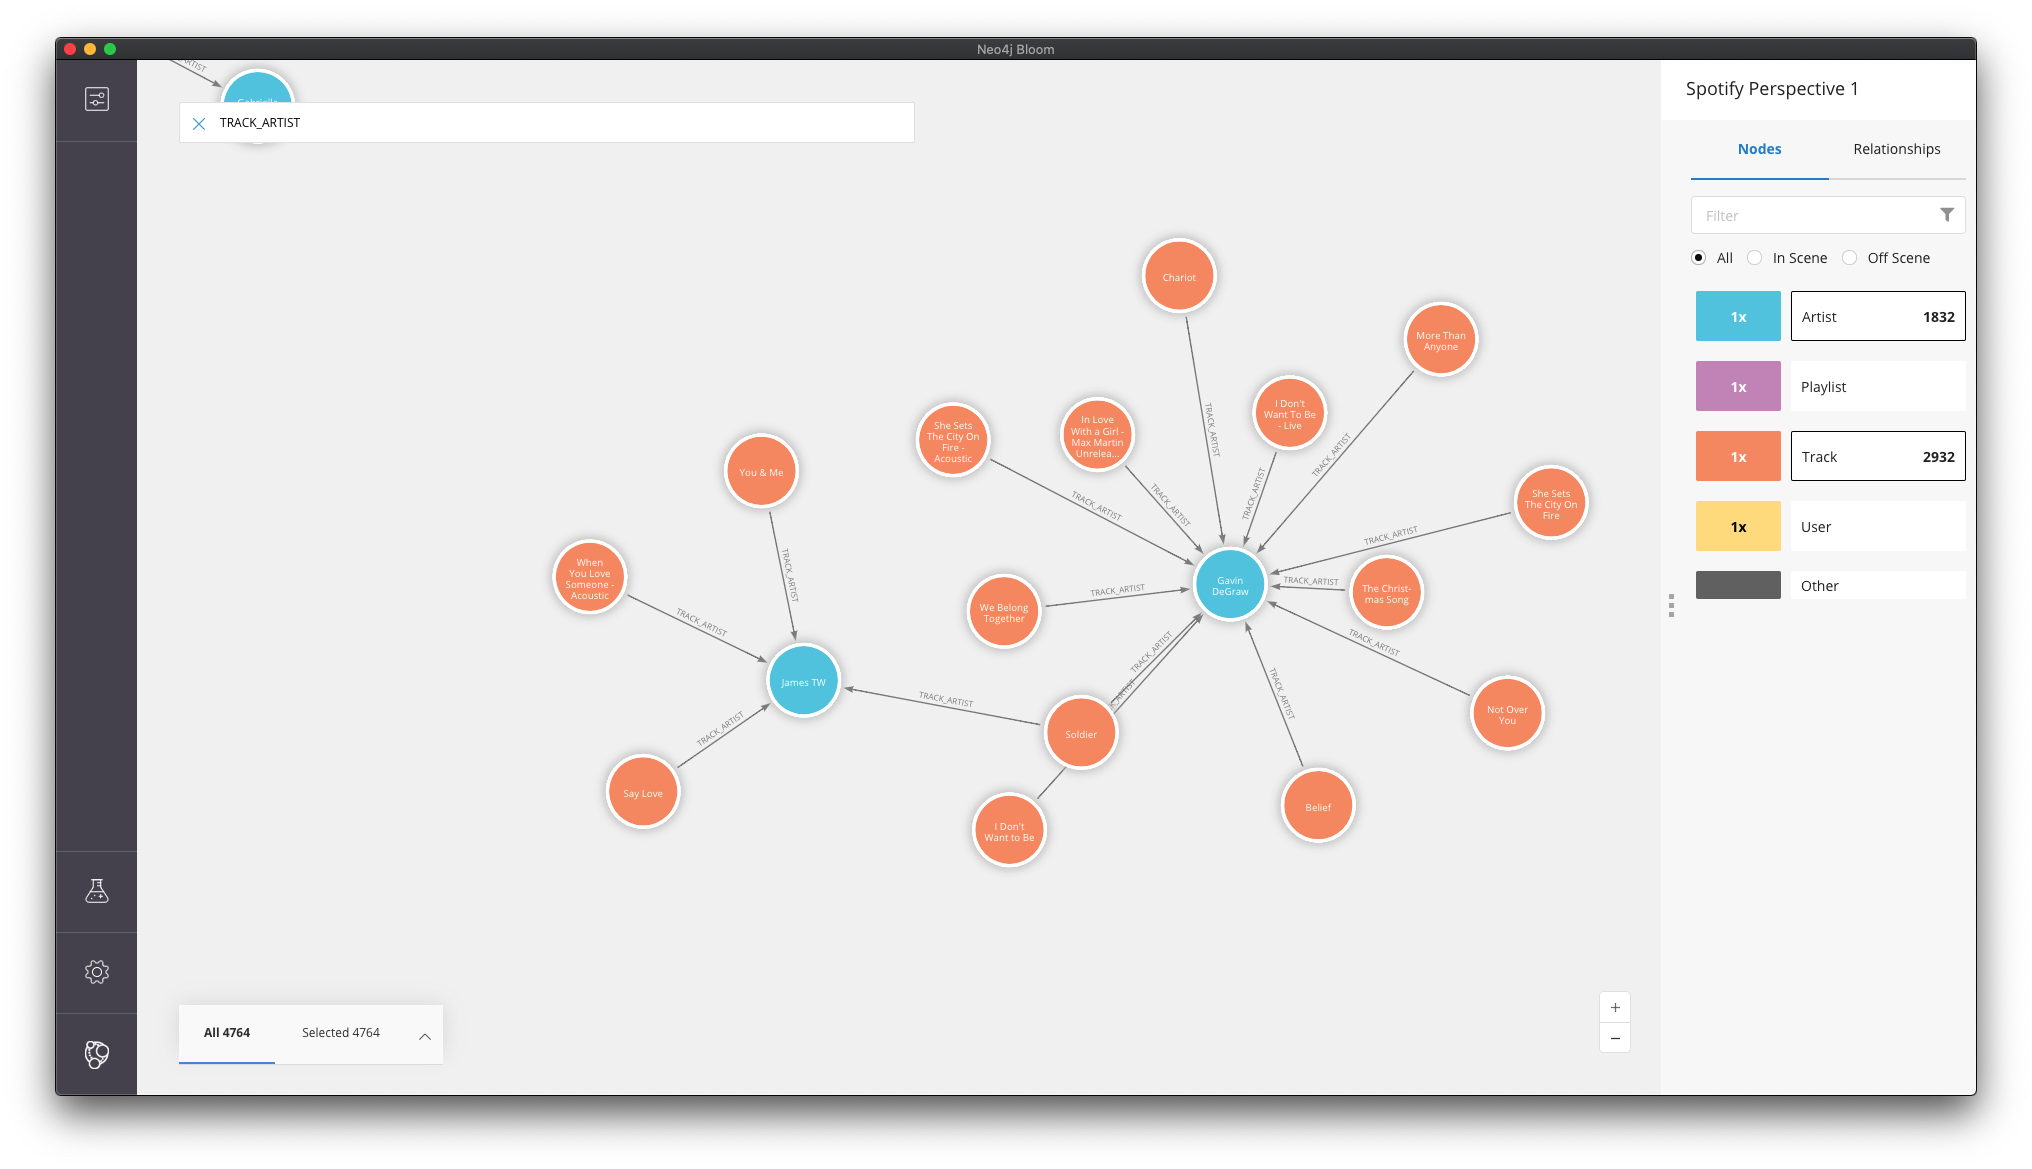 Neo4j Bloom
ARTIST
Gabrielle
TRACK_ARTIST
Spotify Perspective 1
Nodes
Relationships
Filter
All
In Scene
Off Scene
1x
Artist
1832
1x
Playlist
1x
Track
2932
1x
User
Other
Chariot
More Than
Anyone
I Don't
Want To Be
- Live
In Love
With a Girl -
Max Martin
Unrelea...
She Sets
The City On
Fire -
Acoustic
You & Me
She Sets
The City On
Fire
When
You Love
Someone -
Acoustic
Gavin
DeGraw
The Christ-
mas Song
We Belong
Together
James TW
Not Over
You
Soldier
Say Love
Belief
I Don't
Want to Be
TRACK_ARTIST
TRACK_ARTIST
TRACK_ARTIST
TRACK_ARTIST
TRACK_ARTIST
TRACK_ARTIST
TRACK_ARTIST
TRACK_ARTIST
TRACK_ARTIST
TRACK_ARTIST
TRACK_ARTIST
TRACK_ARTIST
K_ARTIST
TRACK_ARTIST
TRACK_ARTIST
TRACK_ARTIST
All 4764
Selected 4764